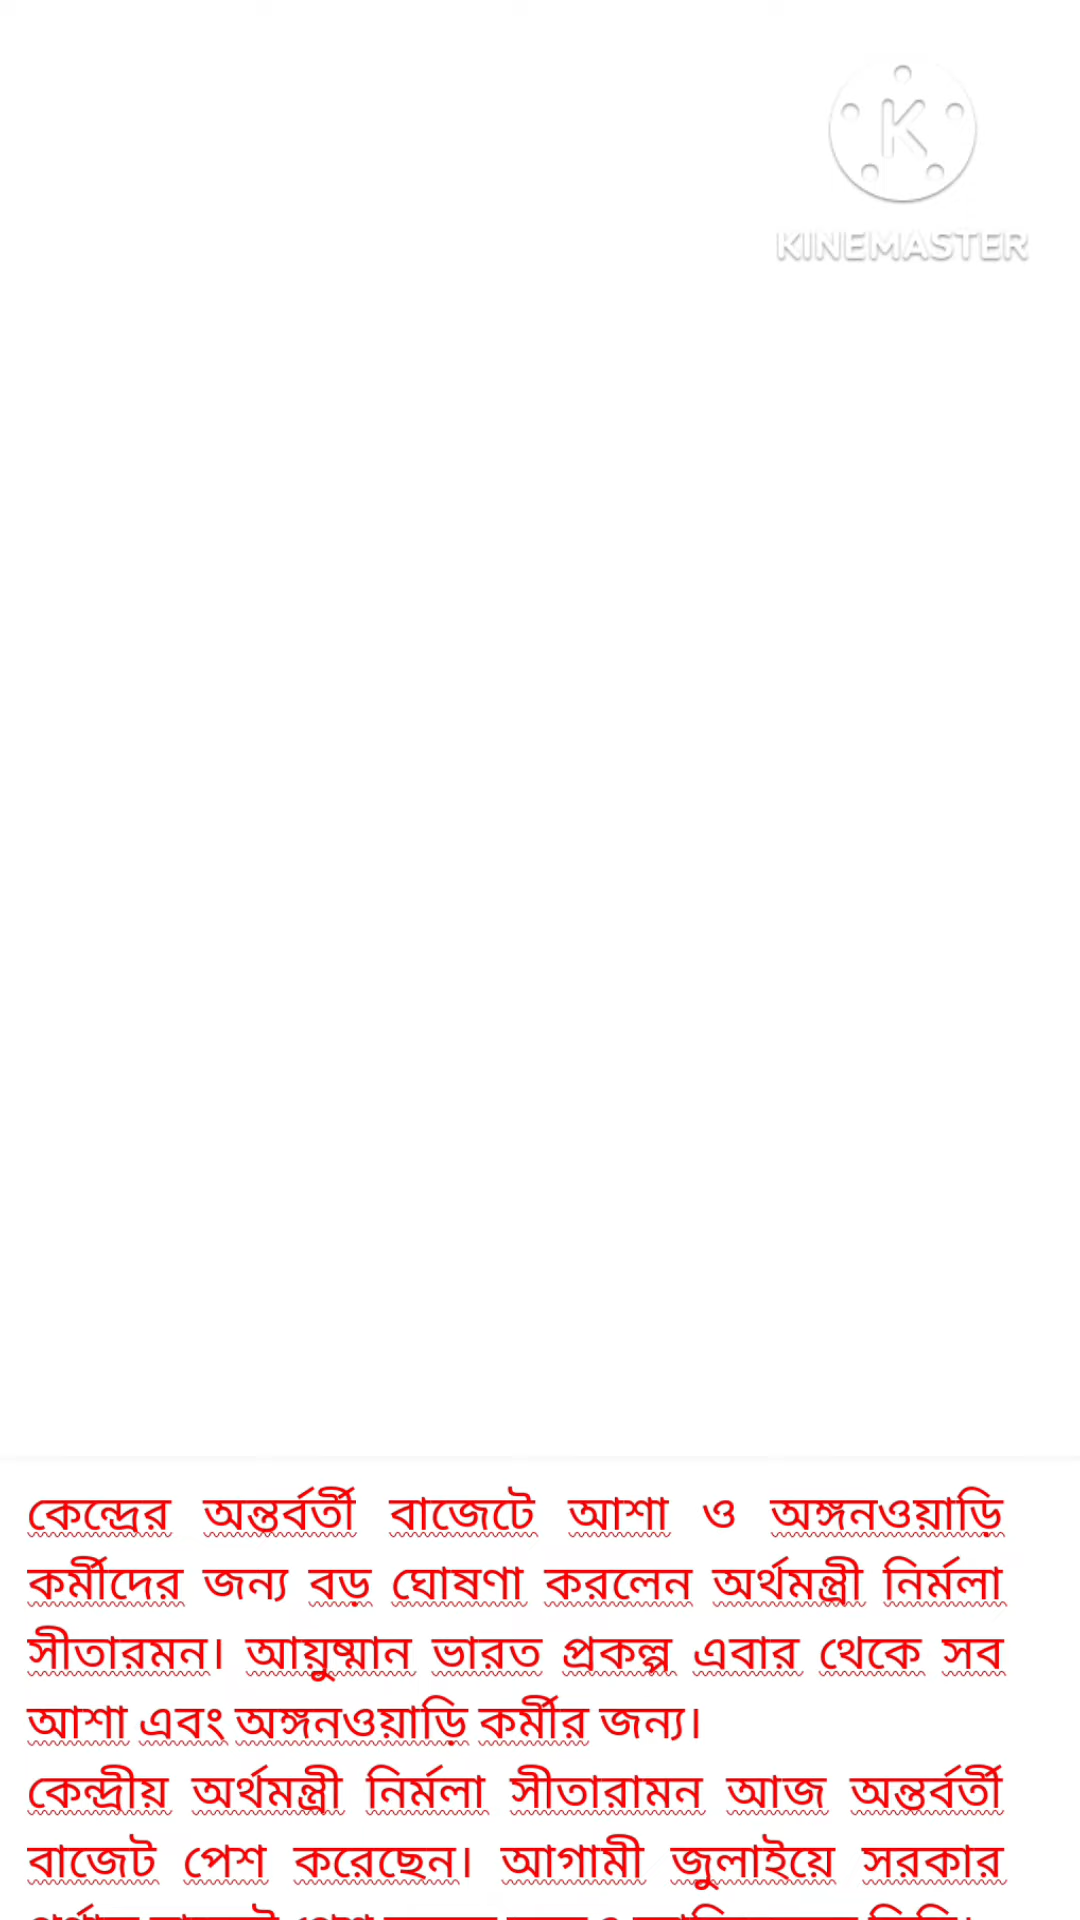 KINEMASTER
কেন্দ্রের অন্তর্বর্তী বাজেটে আশা ও অঙ্গনওয়াড়ি
কর্মীদের জন্য বড় ঘোষণা করলেন অর্থমন্ত্রী নির্মলা
সীতারমন। আয়ুষ্মান ভারত প্রকল্প এবার থেকে সব
আশা এবং অঙ্গনওয়াড়ি কর্মীর জন্য।
কেন্দ্রীয় অর্থমন্ত্রী নির্মলা সীতারামন আজ অন্তর্বর্তী
বাজেট পেশ করেছেন। আগামী জুলাইয়ে সরকার